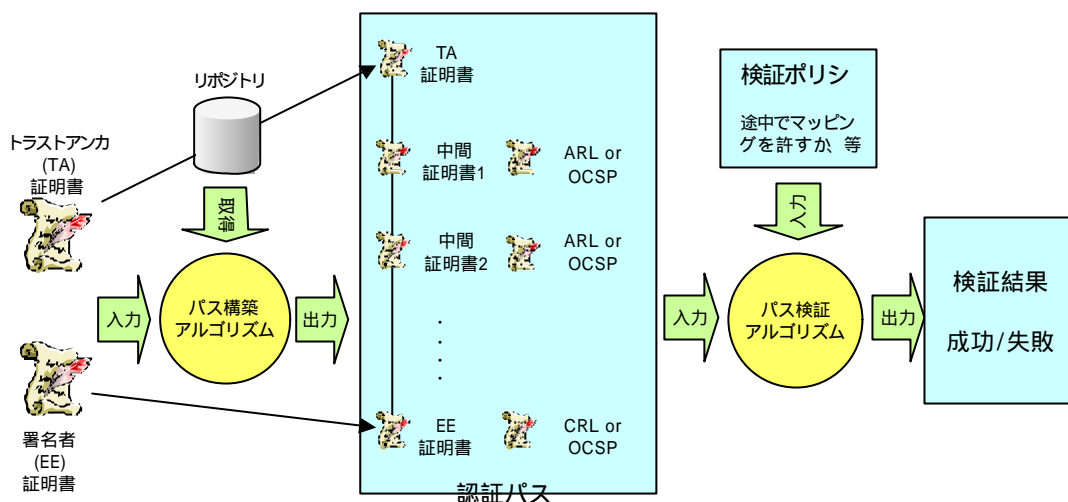 トラストアンカ
(TA)
証明書
署名者
(EE)
証明書
リポジトリ
取得
入力
パス構築
アルゴリズム
出力
TA
証明書
中間
証明書1
ARL or
OCSP
中間
証明書2
ARL or
OCSP
．
．
．
．
EE
証明書
CRL or
OCSP
認証パス
検証ポリシ
途中でマッピン
グを許すか、等
入力
入力
パス検証
アルゴリズム
出力
検証結果
成功/失敗